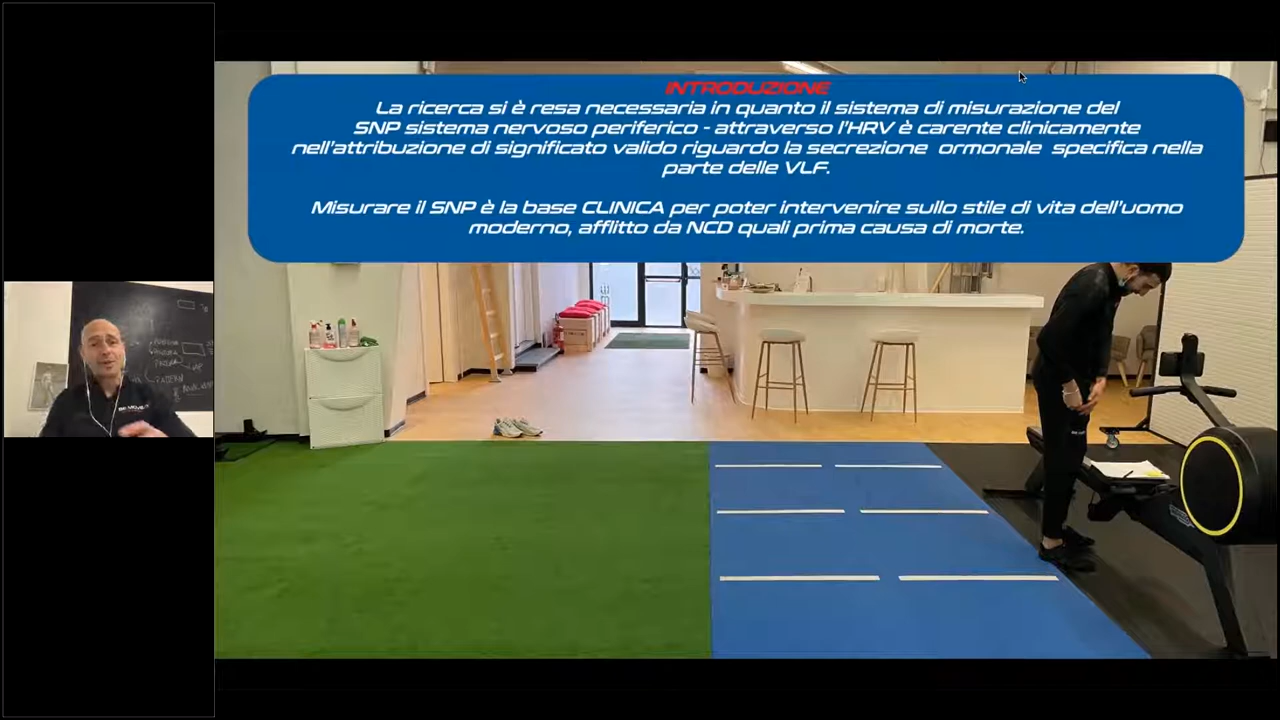 INTRODUZIONE
La ricerca si è resa necessaria in quanto il sistema di misurazione del
SNP sistema nervoso periferico - attraverso l'HRV è carente clinicamente
nell'attribuzione di significato valido riguardo la secrezione ormonale specifica nella
parte delle VLF.
Misurare il SNP è la base CLINICA per poter intervenire sullo stile di vita dell'uomo
moderno, afflitto da NCD quali prima causa di morte.